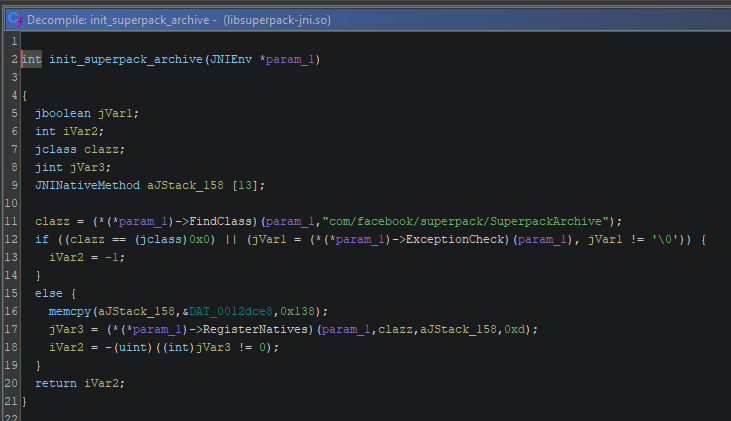 Decompile: init_superpack_archive - (libsuperpack-jni.so)
1
2 int init_superpack_archive(JNIEnv *param_1)
3
4 {
5 jboolean jVar1;
6 int iVar2;
7 jclass clazz;
8 jint jVar3;
9 JNINativeMethod aJStack_158 [13];
10
11 clazz = (*(*param_1)->FindClass)(param_1,"com/facebook/superpack/SuperpackArchive");
12 if ((clazz == (jclass)0x0) || (jVar1 = (*(*param_1)->ExceptionCheck)(param_1), jVar1 != '\0')) {
13 iVar2 = -1;
14 }
15 else {
16 memcpy(aJStack_158,&DAT_0012dce8,0x138);
17 jVar3 = (*(*param_1)->RegisterNatives)(param_1,clazz,aJStack_158,0xd);
18 iVar2 = -(uint)((int)jVar3 != 0);
19 }
20 return iVar2;
21 }
22